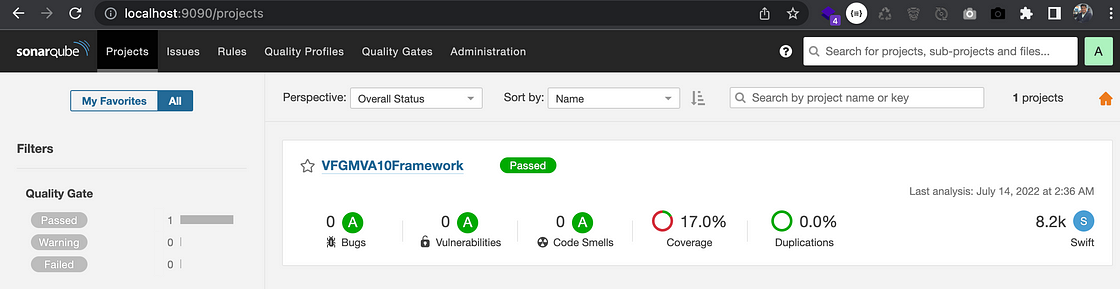 localhost:9090/projects
4
{iii}
sonarqube Projects Issues Rules Quality Profiles Quality Gates Administration ? Search for projects, sub-projects and files... A
My Favorites All
Perspective: Overall Status Sort by: Name Search by project name or key 1 projects
Filters
Quality Gate
Passed 1
Warning 0
Failed 0
VFGMVA10Framework Passed
Last analysis: July 14, 2022 at 2:36 AM
0 A 0 A 0 A 17.0% 0.0% 8.2k S
Bugs Vulnerabilities Code Smells Coverage Duplications Swift